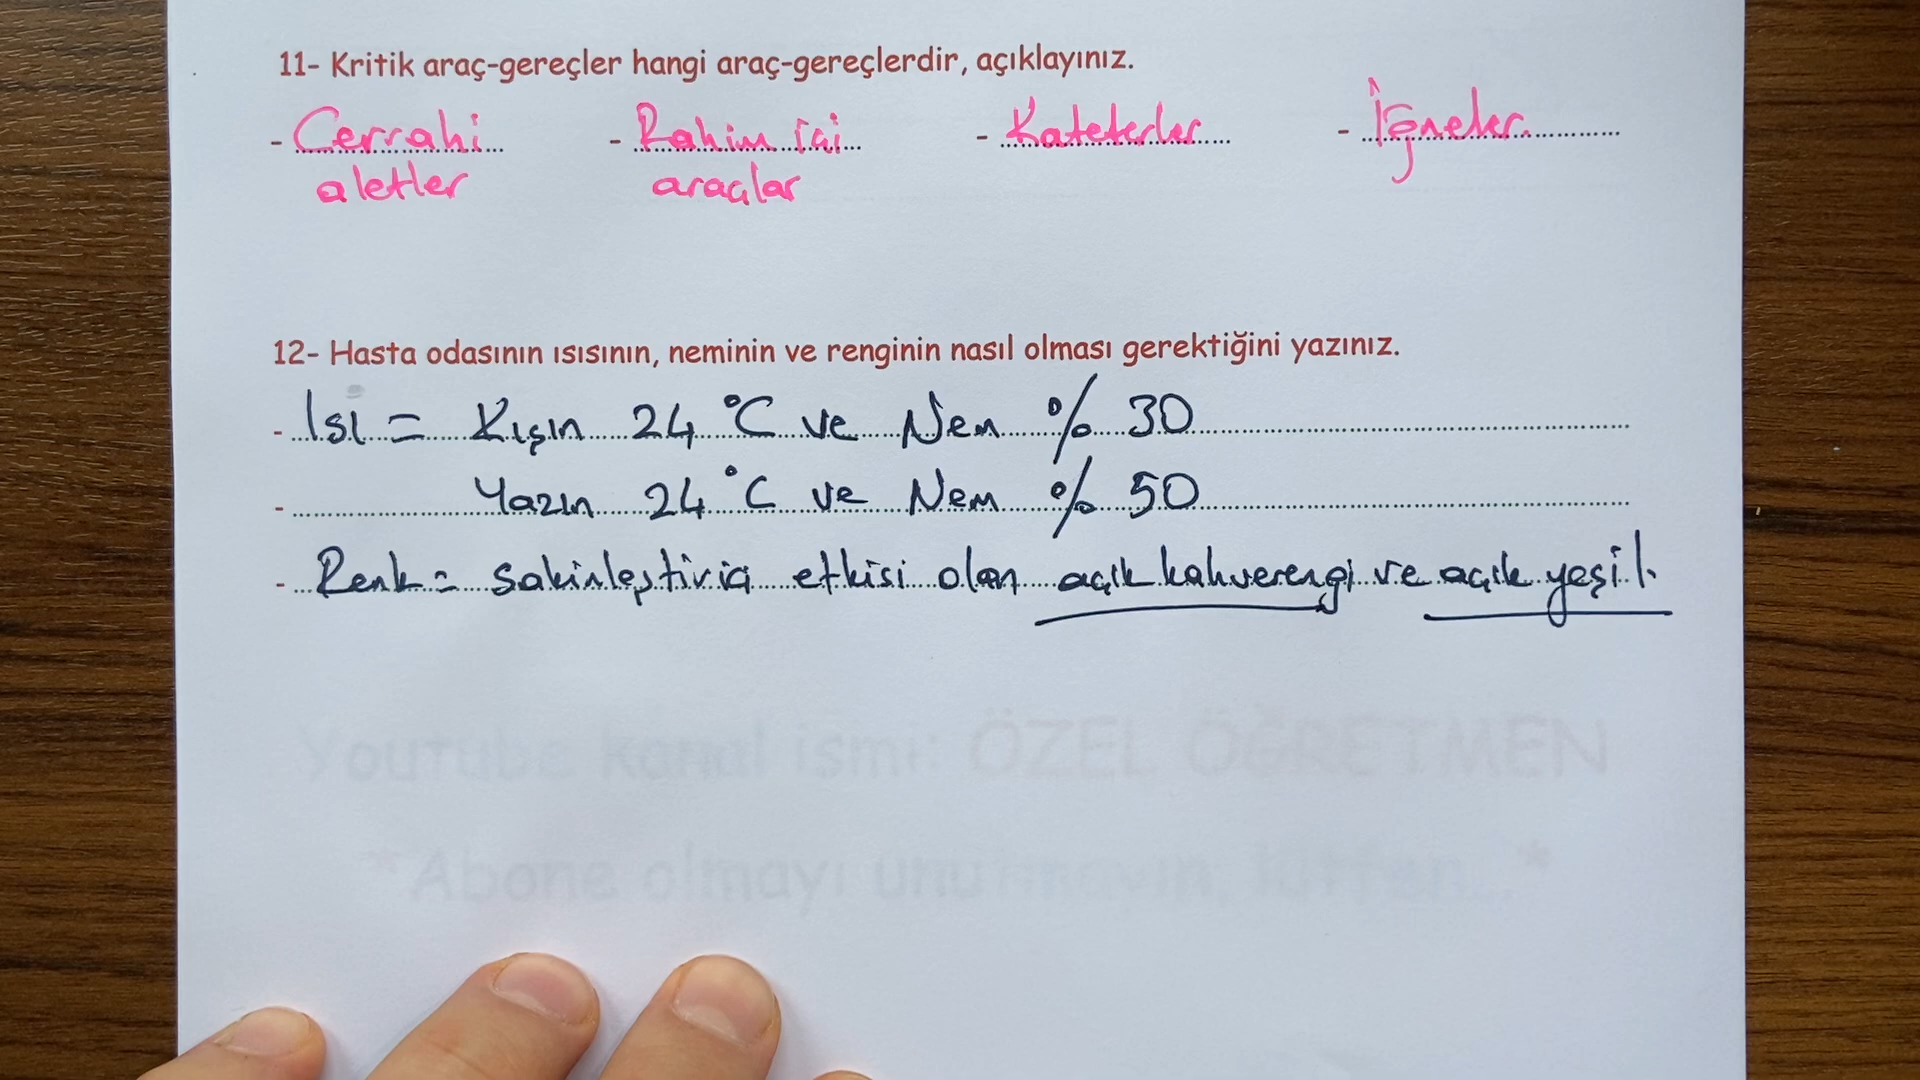 11- Kritik araç-gereçler hangi araç-gereçlerdir, açıklayınız.
- Cerrahi - Rahim içi - Kateterler - İğneler
aletler araçlar
12- Hasta odasının ısısının, neminin ve renginin nasıl olması gerektiğini yazınız.
- Isı = Kışın 24 °C ve Nem % 30
- Yazın 24 °C ve Nem % 50
- Renk = sakinleştirici etkisi olan açık kahverengi ve açık yeşil.
Youtube kanal ismi: ÖZEL ÖĞRETMEN
*Abone olmayı unutmayın, lütfen...*